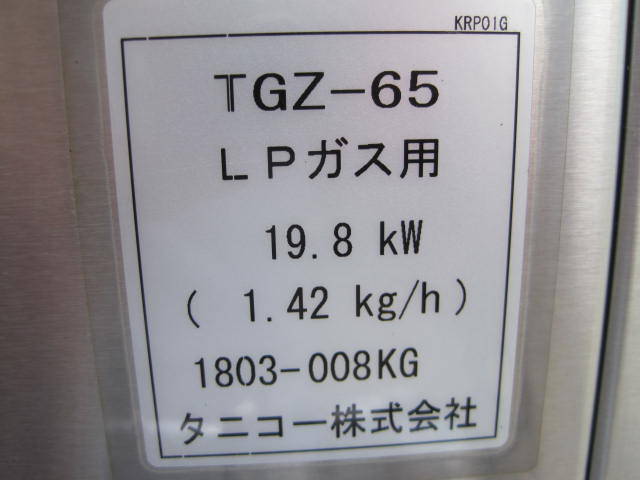 KRP01G
TGZ-65
LPガス用
19.8 kW
( 1.42 kg/h)
1803-008KG
タニコー株式会社